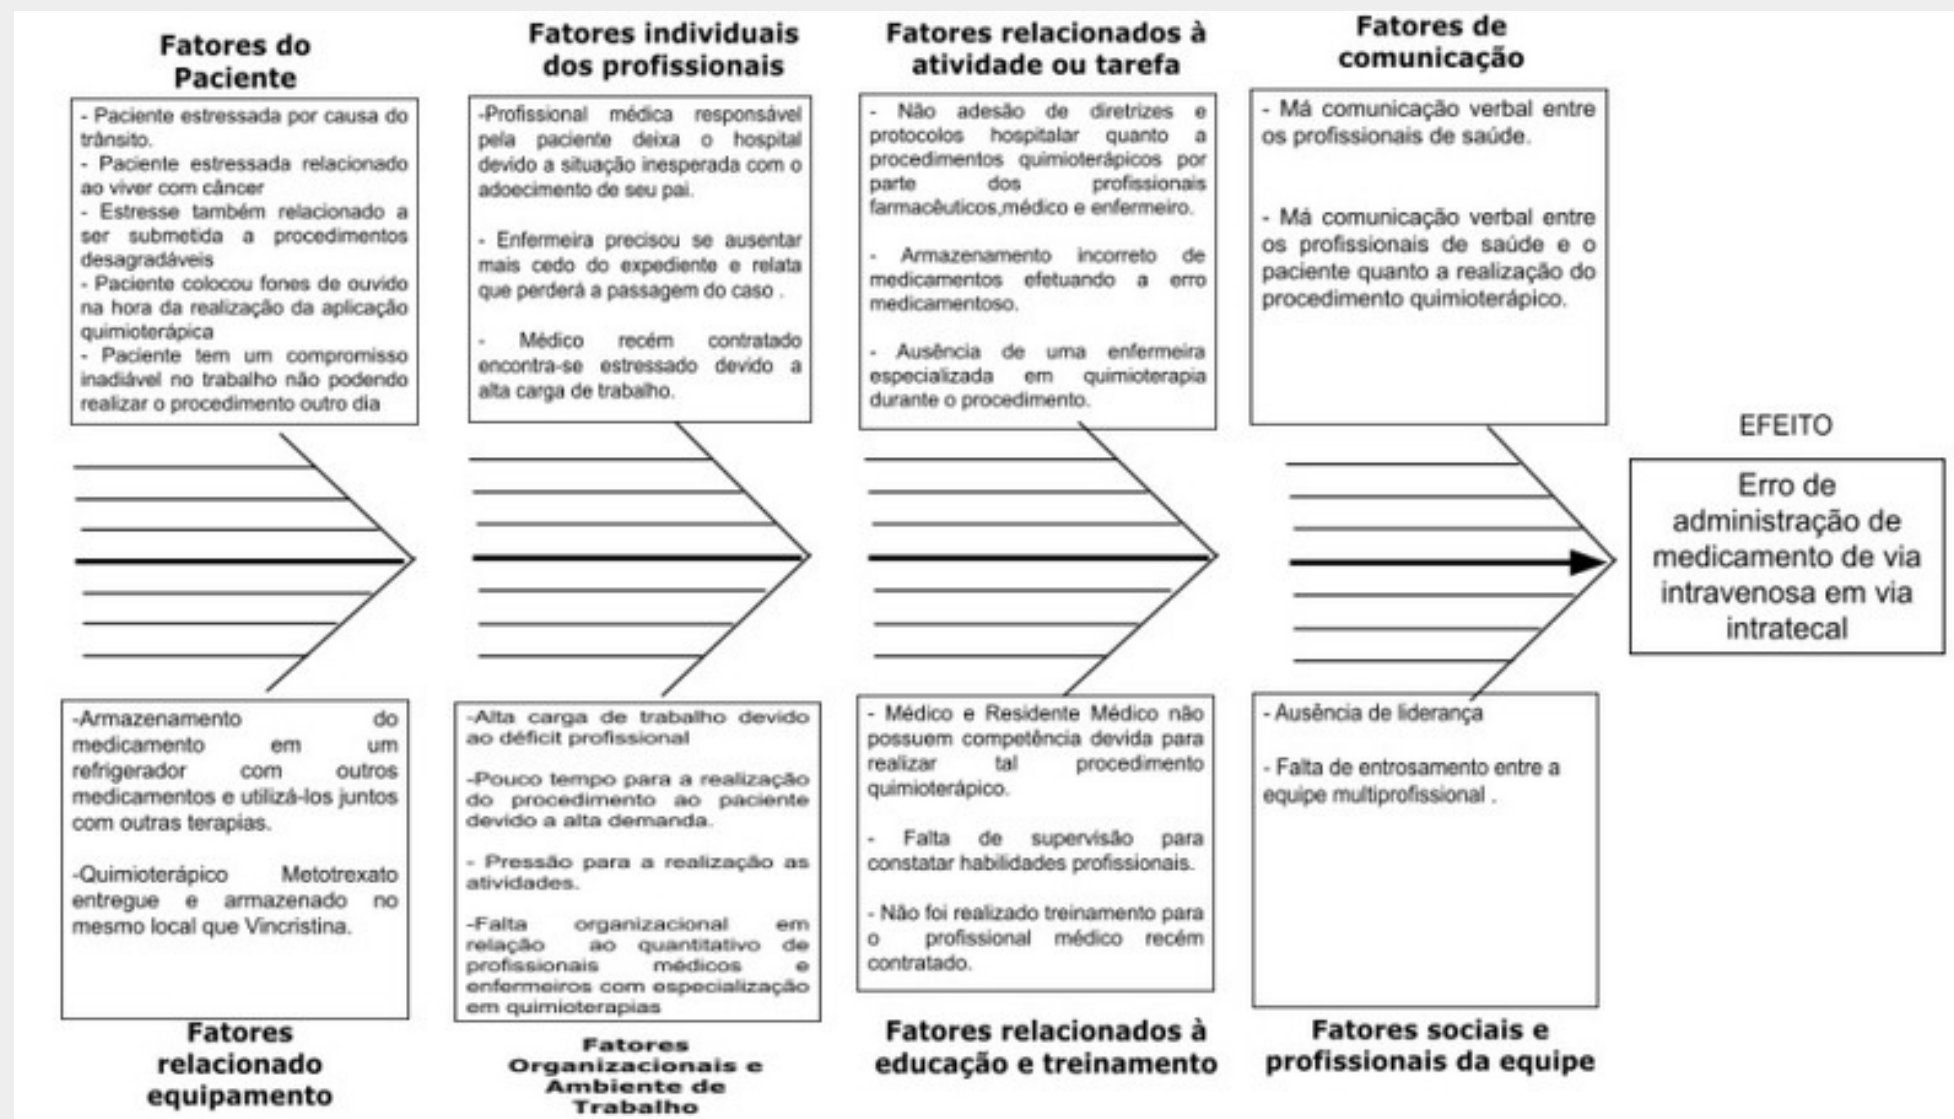 Fatores do
Paciente
- Paciente estressada por causa do
trânsito.
- Paciente estressada relacionado
ao viver com câncer
- Estresse também relacionado a
ser submetida a procedimentos
desagradáveis
- Paciente colocou fones de ouvido
na hora da realização da aplicação
quimioterápica
- Paciente tem um compromisso
inadiável no trabalho não podendo
realizar o procedimento outro dia
Fatores individuais
dos profissionais
-Profissional médica responsável
pela paciente deixa o hospital
devido a situação inesperada com o
adoecimento de seu pai.
- Enfermeira precisou se ausentar
mais cedo do expediente e relata
que perderá a passagem do caso .
- Médico recém contratado
encontra-se estressado devido a
alta carga de trabalho.
Fatores relacionados à
atividade ou tarefa
- Não adesão de diretrizes e
protocolos hospitalar quanto a
procedimentos quimioterápicos por
parte dos profissionais
farmacêuticos,médico e enfermeiro.
- Armazenamento incorreto de
medicamentos efetuando a erro
medicamentoso.
- Ausência de uma enfermeira
especializada em quimioterapia
durante o procedimento.
Fatores de
comunicação
- Má comunicação verbal entre
os profissionais de saúde.
- Má comunicação verbal entre
os profissionais de saúde e o
paciente quanto a realização do
procedimento quimioterápico.
EFEITO
Erro de
administração de
medicamento de via
intravenosa em via
intratecal
-Armazenamento do
medicamento em um
refrigerador com outros
medicamentos e utilizá-los juntos
com outras terapias.
-Quimioterápico Metotrexato
entregue e armazenado no
mesmo local que Vincristina.
Fatores
relacionado
equipamento
-Alta carga de trabalho devido
ao déficit profissional
-Pouco tempo para a realização
do procedimento ao paciente
devido a alta demanda.
- Pressão para a realização as
atividades.
-Falta organizacional em
relação ao quantitativo de
profissionais médicos e
enfermeiros com especialização
em quimioterapias
Fatores
Organizacionais e
Ambiente de
Trabalho
- Médico e Residente Médico não
possuem competência devida para
realizar tal procedimento
quimioterápico.
- Falta de supervisão para
constatar habilidades profissionais.
- Não foi realizado treinamento para
o profissional médico recém
contratado.
Fatores relacionados à
educação e treinamento
- Ausência de liderança
- Falta de entrosamento entre a
equipe multiprofissional .
Fatores sociais e
profissionais da equipe